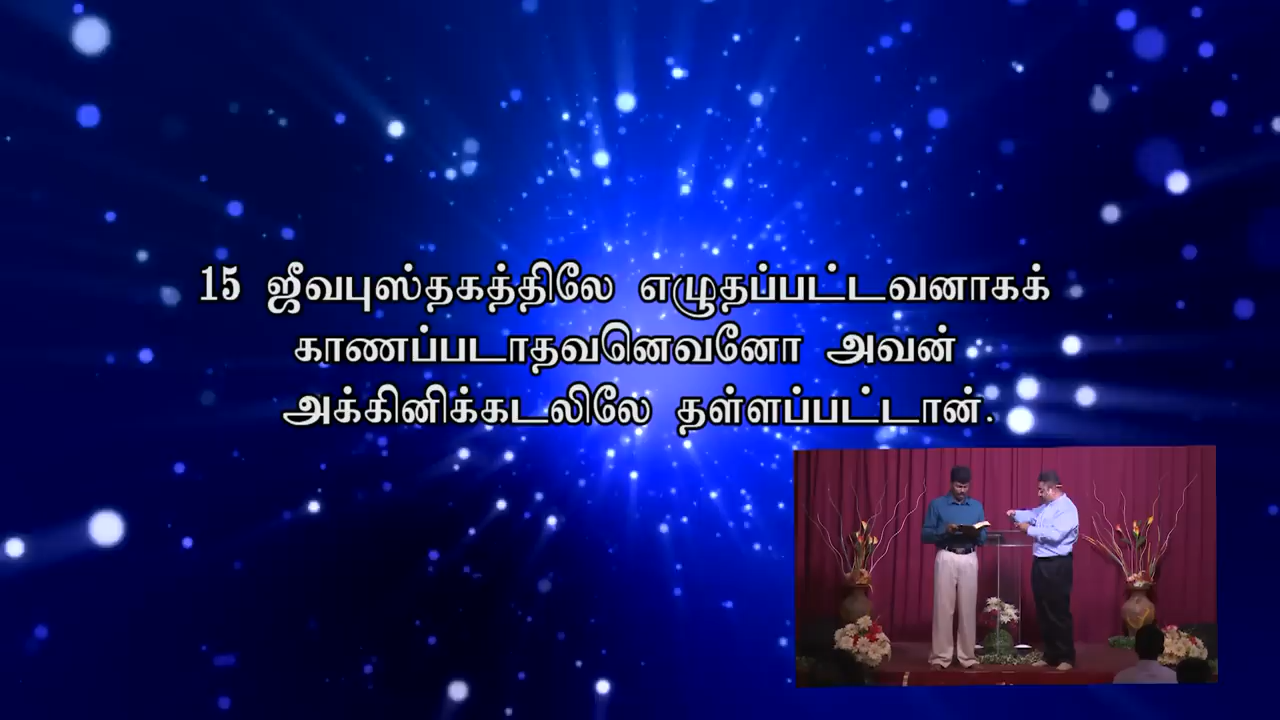 15 ஜீவபுஸ்தகத்திலே எழுதப்பட்டவனாகக்
காணப்படாதவனெவனோ அவன்
அக்கினிக்கடலிலே தள்ளப்பட்டான்.